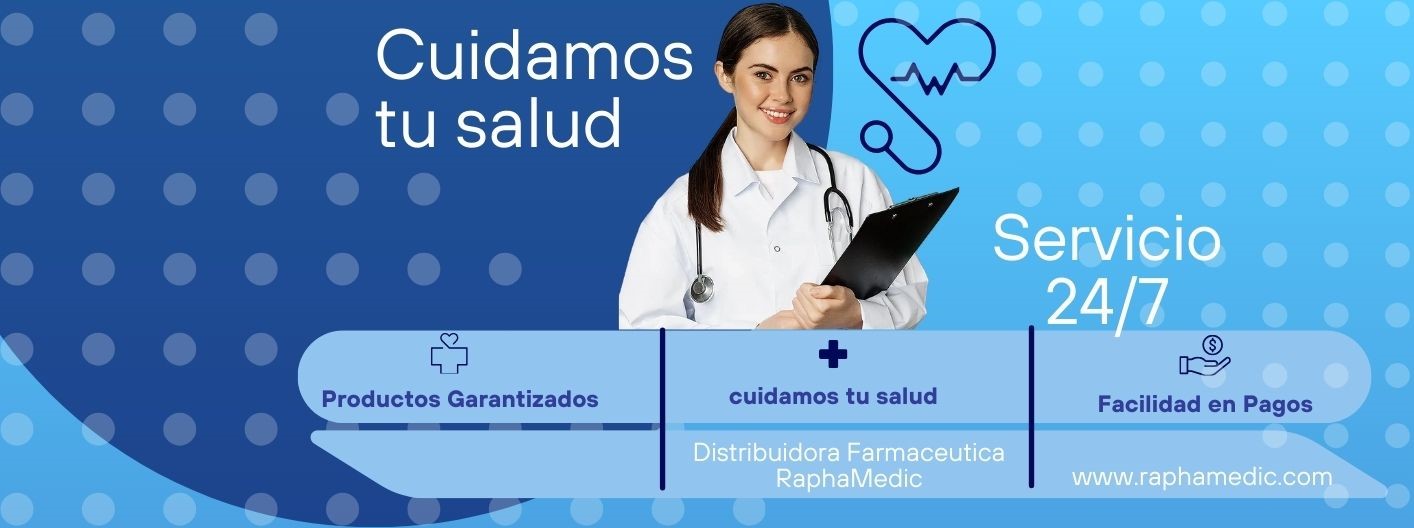 Cuidamos
tu salud
Servicio
24/7
Productos Garantizados
cuidamos tu salud
Facilidad en Pagos
Distribuidora Farmaceutica
RaphaMedic
www.raphamedic.com